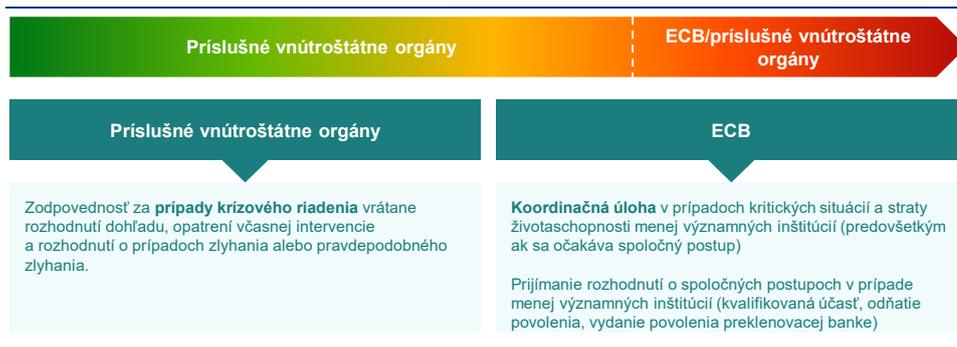 Príslušné vnútroštátne orgány
ECB/príslušné vnútroštátne
orgány
Príslušné vnútroštátne orgány
Zodpovednosť za prípady krízového riadenia vrátane
rozhodnutí dohľadu, opatrení včasnej intervencie
a rozhodnutí o prípadoch zlyhania alebo pravdepodobného
zlyhania.
ECB
Koordinačná úloha v prípadoch kritických situácií a straty
životaschopnosti menej významných inštitúcií (predovšetkým
ak sa očakáva spoločný postup)
Prijímanie rozhodnutí o spoločných postupoch v prípade
menej významných inštitúcií (kvalifikovaná účasť, odňatie
povolenia, vydanie povolenia preklenovacej banke)